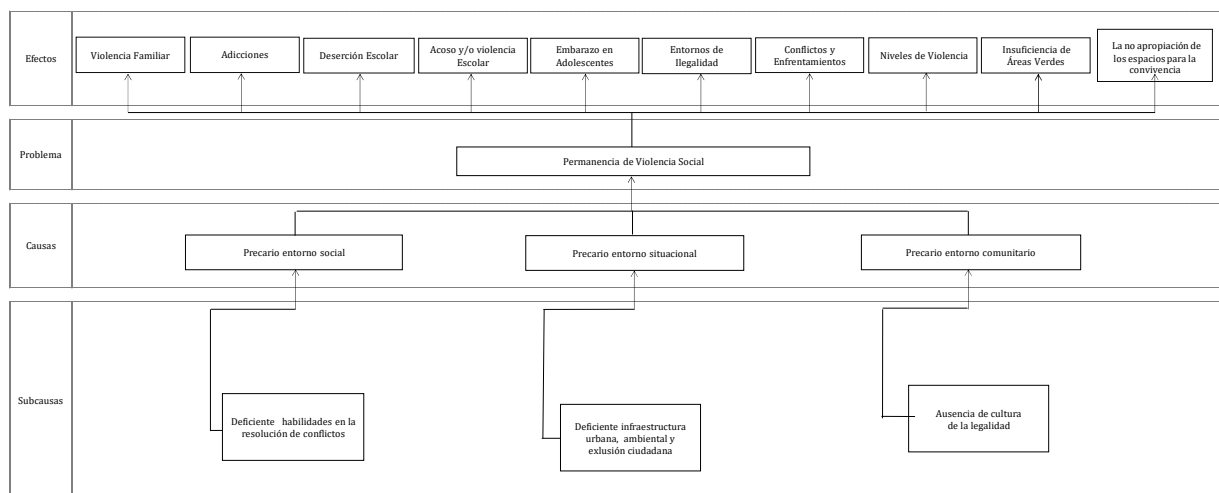 Efectos
Violencia Familiar
Adicciones
Deserción Escolar
Acoso y/o violencia
Escolar
Embarazo en
Adolescentes
Entornos de
Ilegalidad
Conflictos y
Enfrentamientos
Niveles de Violencia
Insuficiencia de
Áreas Verdes
La no apropiación de
los espacios para la
convivencia
Problema
Permanencia de Violencia Social
Causas
Precario entorno social
Precario entorno situacional
Precario entorno comunitario
Subcausas
Deficiente habilidades en la
resolución de conflictos
Deficiente infraestructura
urbana, ambiental y
exlusión ciudadana
Ausencia de cultura
de la legalidad